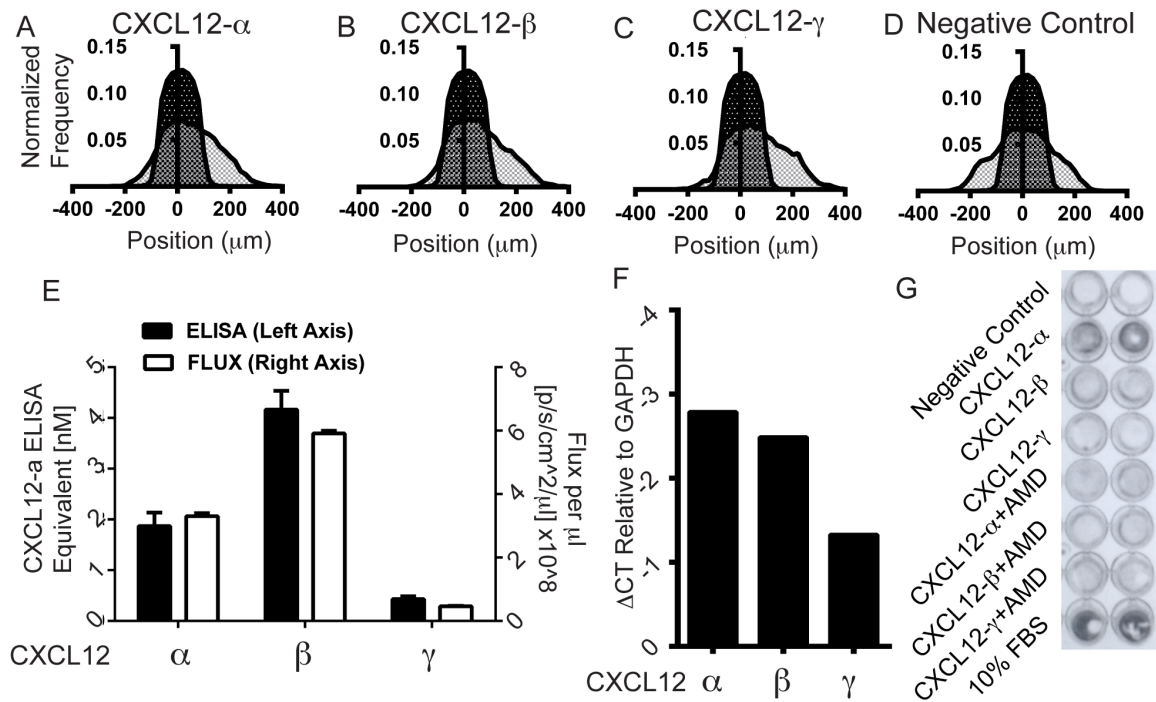 A CXCL12-α
B CXCL12-β
C CXCL12-γ
D Negative Control
Normalized
Frequency
0.15
0.10
0.05
-400 -200 0 200 400
Position (μm)
0.15
0.10
0.05
-400 -200 0 200 400
Position (μm)
0.15
0.10
0.05
-400 -200 0 200 400
Position (μm)
0.15
0.10
0.05
-400 -200 0 200 400
Position (μm)
E
ELISA (Left Axis)
FLUX (Right Axis)
CXCL12-a ELISA
Equivalent [nM]
5
4
3
2
1
0
8
6
4
2
0
Flux per μl
[p/s/cm^2/μl] x10^8
CXCL12 α β γ
F
ΔCT Relative to GAPDH
-4
-3
-2
-1
0
CXCL12 α β γ
G
Negative Control
CXCL12-α
CXCL12-β
CXCL12-γ
CXCL12-α+AMD
CXCL12-β+AMD
CXCL12-γ+AMD
10% FBS